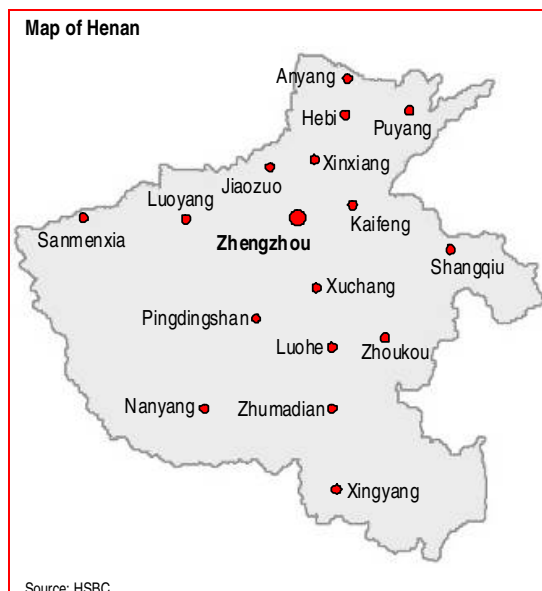 Map of Henan
Anyang
Hebi
Puyang
Xinxiang
Jiaozuo
Luoyang
Kaifeng
Sanmenxia
Zhengzhou
Shangqiu
Xuchang
Pingdingshan
Luohe
Zhoukou
Nanyang
Zhumadian
Xingyang
Source: HSBC